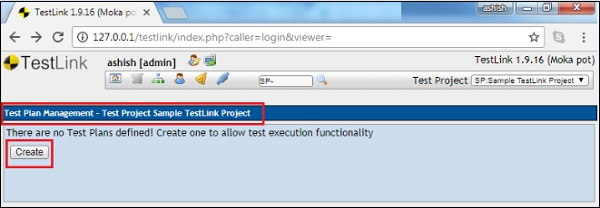 TestLink 1.9.16 (Moka p
ashish
127.0.0.1/testlink/index.php?caller=login&viewer=
TestLink
ashish [admin]
TestLink 1.9.16 (Moka pot)
SP-
Test Project
SP:Sample TestLink Project
Test Plan Management - Test Project Sample TestLink Project
There are no Test Plans defined! Create one to allow test execution functionality
Create